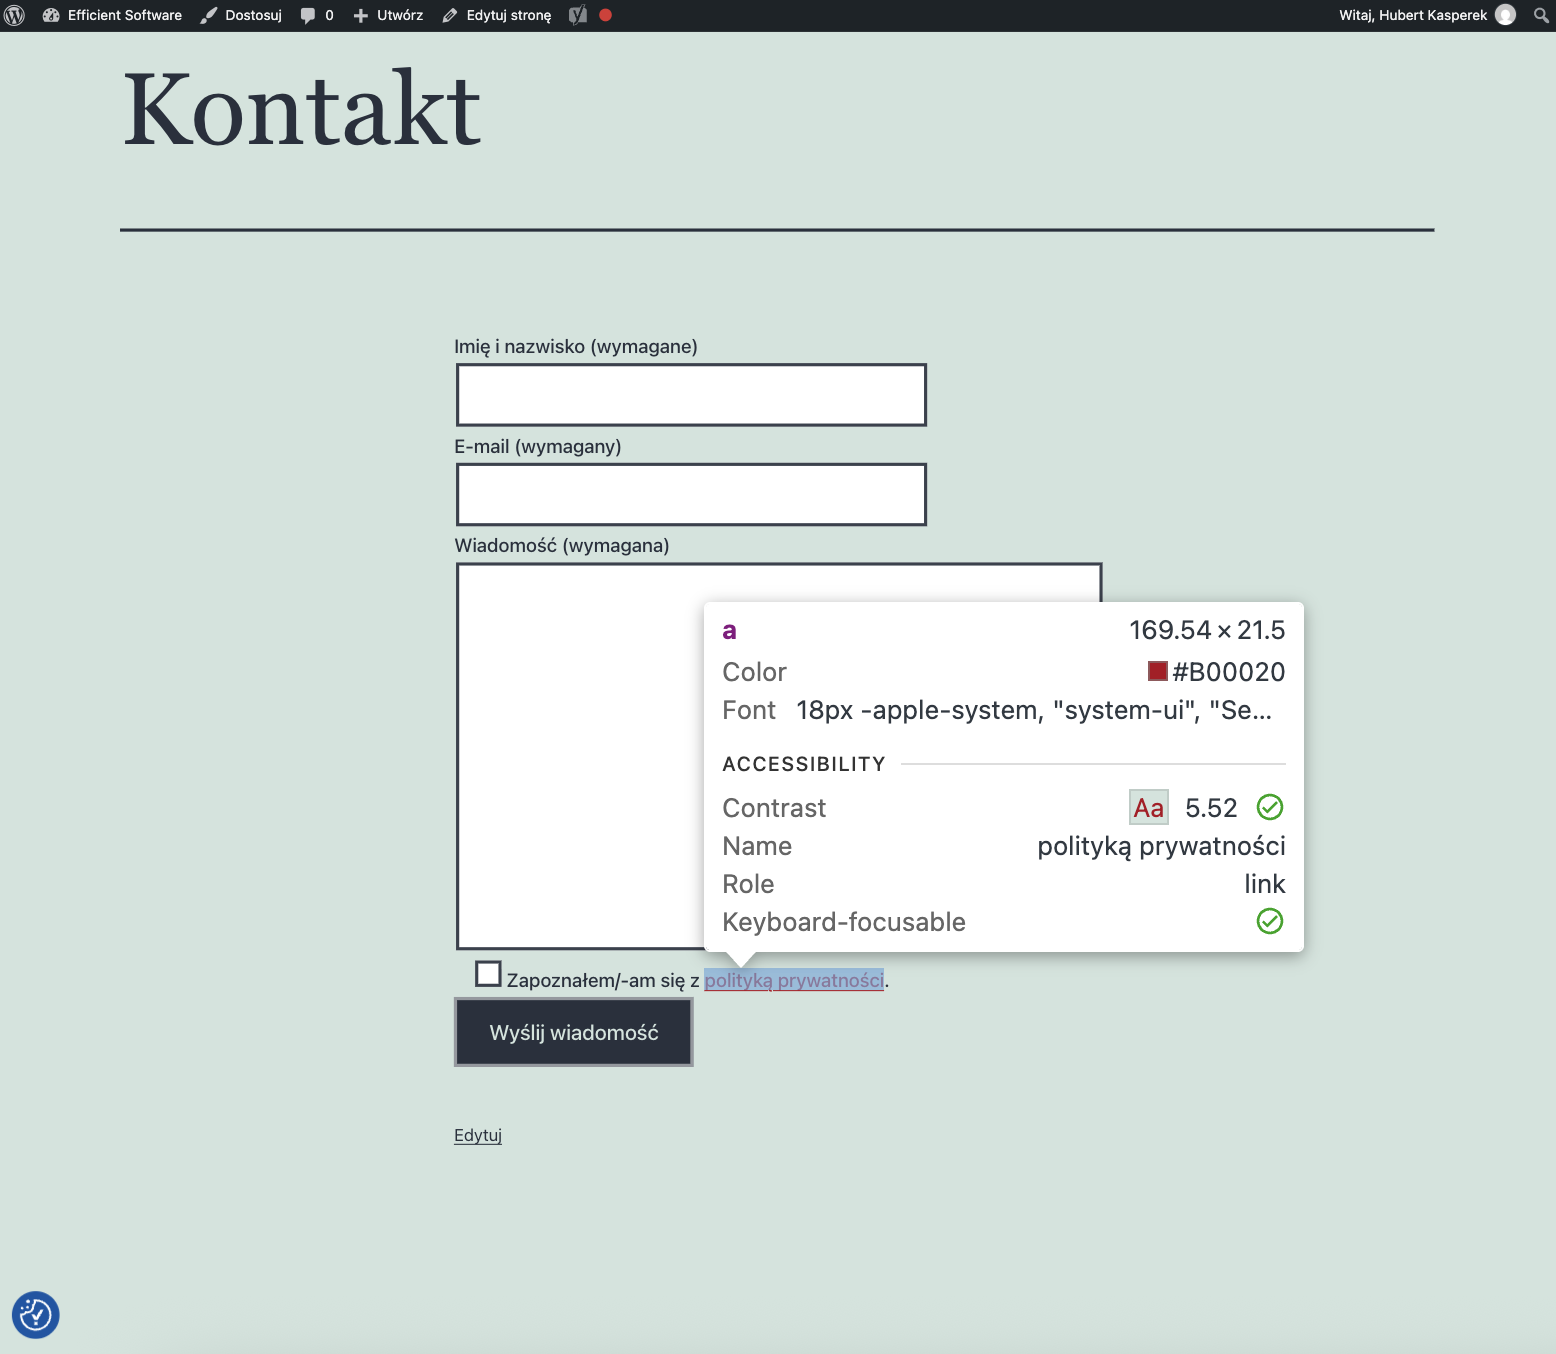 Efficient Software Dostosuj 0 Utwórz Edytuj stronę Witaj, Hubert Kasperek
Kontakt
Imię i nazwisko (wymagane)
E-mail (wymagany)
Wiadomość (wymagana)
a 169.54 × 21.5
Color #B00020
Font 18px -apple-system, "system-ui", "Se...
ACCESSIBILITY
Contrast Aa 5.52
Name polityką prywatności
Role link
Keyboard-focusable
Zapoznałem/-am się z polityką prywatności.
Wyślij wiadomość
Edytuj